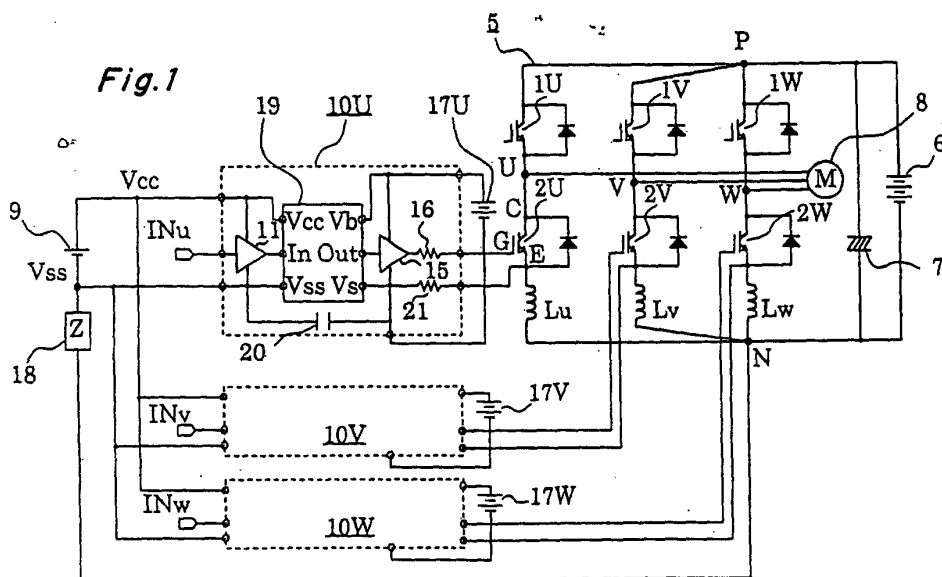 Fig.1
5
P
19
10U
17U
1U
1V
1W
8
6
U
V
W
M
Vcc
9
INu
11
Vcc Vb
In Out
Vss Vs
16
15
21
20
C
G
E
2U
2V
2W
7
Vss
Z
18
Lu
Lv
Lw
N
INv
10V
17V
INw
10W
17W